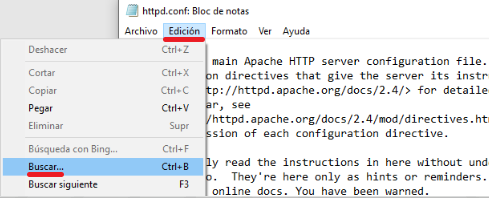 httpd.conf: Bloc de notas
Archivo Edición Formato Ver Ayuda
Deshacer Ctrl+Z
Cortar Ctrl+X
Copiar Ctrl+C
Pegar Ctrl+V
Eliminar Supr
Búsqueda con Bing... Ctrl+F
Buscar... Ctrl+B
Buscar siguiente F3
main Apache HTTP server configuration file.
on directives that give the server its instr
tp://httpd.apache.org/docs/2.4/> for detaile
ar, see
/httpd.apache.org/docs/2.4/mod/directives.ht
ssion of each configuration directive.
ly read the instructions in here without und
o. They're here only as hints or reminders.
online docs. You have been warned.